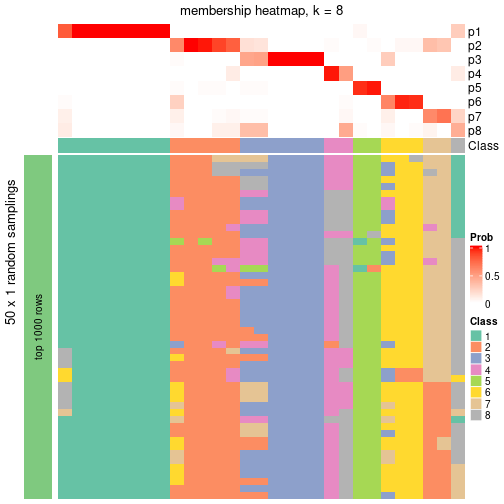 membership heatmap, k = 8
p1
p2
p3
p4
p5
p6
p7
p8
Class
50 x 1 random samplings
top 1000 rows
Prob
1
0.5
0
Class
1
2
3
4
5
6
7
8